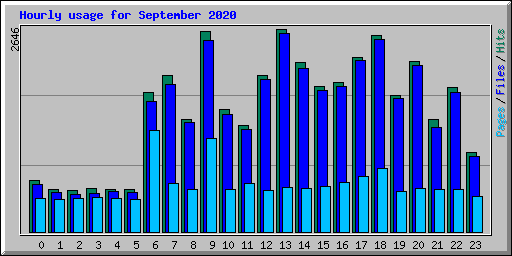 Hourly usage for September 2020
2646
Pages / Files / Hits
0 1 2 3 4 5 6 7 8 9 10 11 12 13 14 15 16 17 18 19 20 21 22 23